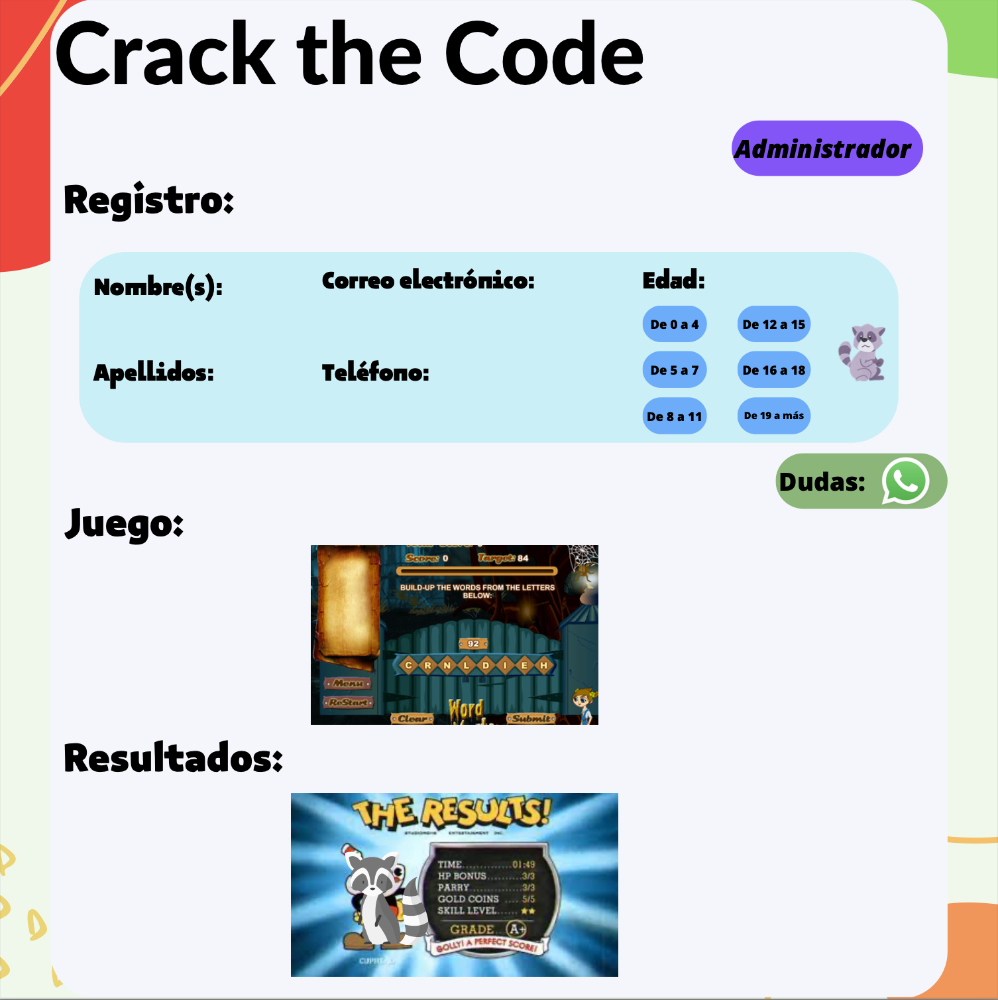 Crack the Code
Administrador
Registro:
Nombre(s):
Correo electrónico:
Edad:
De 0 a 4
De 12 a 15
Apellidos:
Teléfono:
De 5 a 7
De 16 a 18
De 8 a 11
De 19 a más
Dudas:
Juego:
Score: 0
Target: 84
BUILD-UP THE WORDS FROM THE LETTERS
BELOW:
92
C R N L D I E H
Menu
ReStart
Word
Clear
Submit
Resultados:
THE RESULTS!
STUDIOMDHR ENTERTAINMENT INC.
TIME..............01:49
HP BONUS..........3/3
PARRY...............3/3
GOLD COINS .... 5/5
SKILL LEVEL......★★
GRADE A+
GOLLY! A PERFECT SCORE!